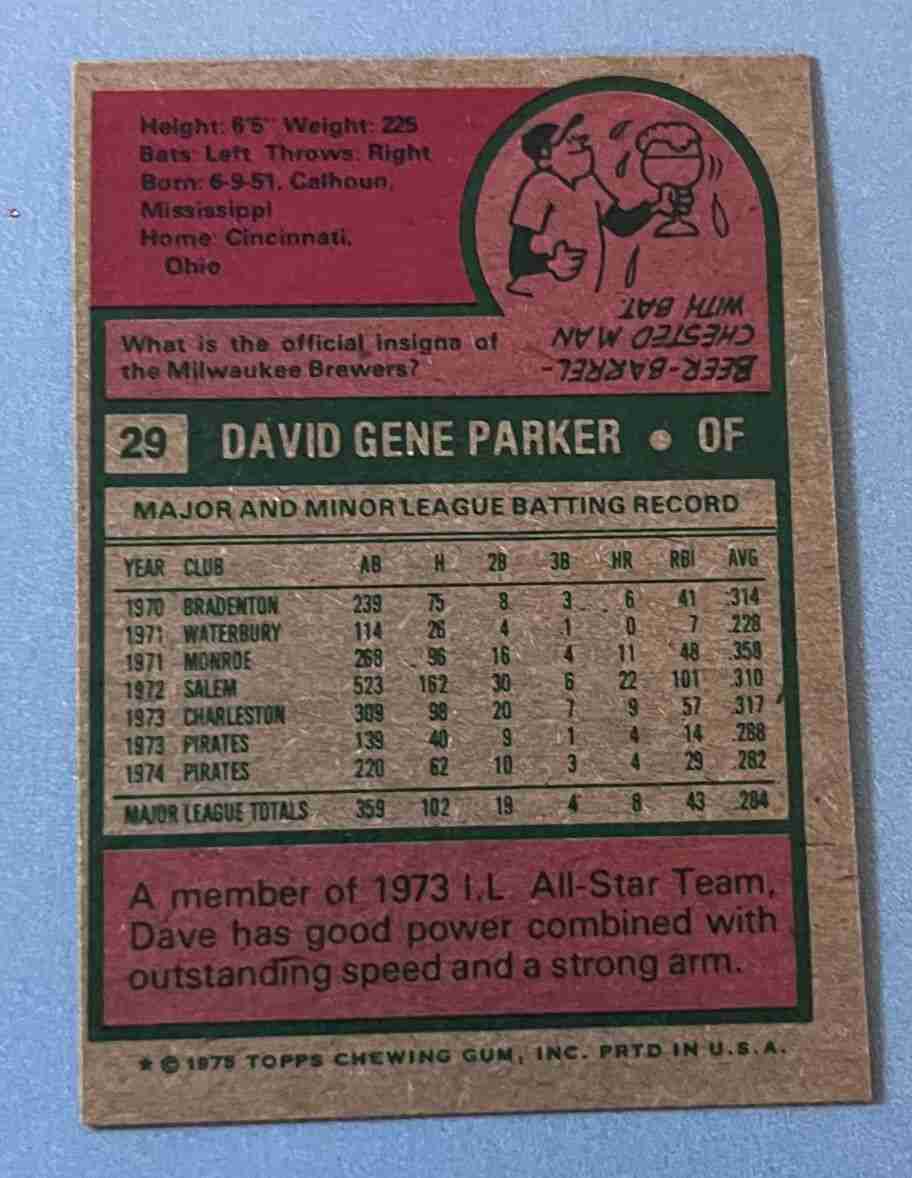 Height: 6'5" Weight: 225
Bats: Left Throws: Right
Born: 6-9-51, Calhoun,
Mississippi
Home: Cincinnati,
Ohio
What is the official insigne of
the Milwaukee Brewers?
BEER-BARREL-
CHESTED MAN
WITH BAT.
29 DAVID GENE PARKER • OF
MAJOR AND MINOR LEAGUE BATTING RECORD
YEAR CLUB AB H 2B 3B HR RBI AVG
1970 BRADENTON 239 75 8 3 6 41 .314
1971 WATERBURY 114 26 4 1 0 7 .228
1971 MONROE 268 96 16 4 11 48 .358
1972 SALEM 523 162 30 6 22 101 .310
1973 CHARLESTON 309 98 20 7 9 57 .317
1973 PIRATES 139 40 9 1 4 14 .288
1974 PIRATES 220 62 10 3 4 29 .282
MAJOR LEAGUE TOTALS 359 102 19 4 8 43 .284
A member of 1973 I.L All-Star Team,
Dave has good power combined with
outstanding speed and a strong arm.
* © 1975 TOPPS CHEWING GUM, INC. PRTD IN U.S.A.